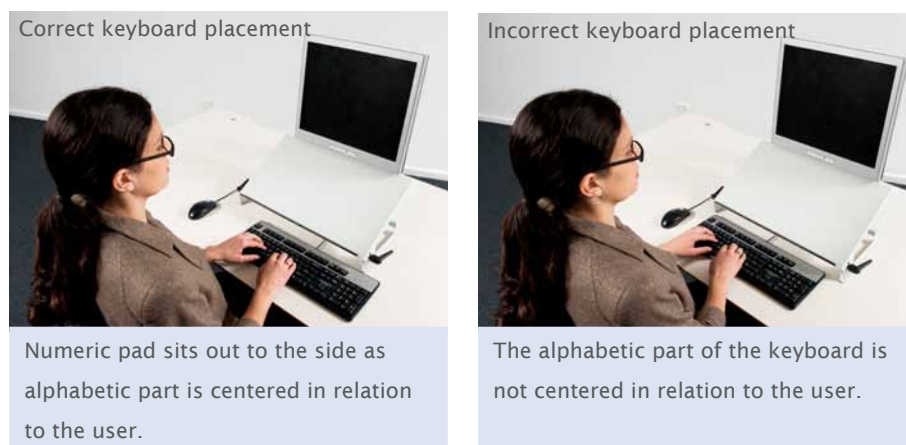 Correct keyboard placement
Numeric pad sits out to the side as
alphabetic part is centered in relation
to the user.
Incorrect keyboard placement
The alphabetic part of the keyboard is
not centered in relation to the user.